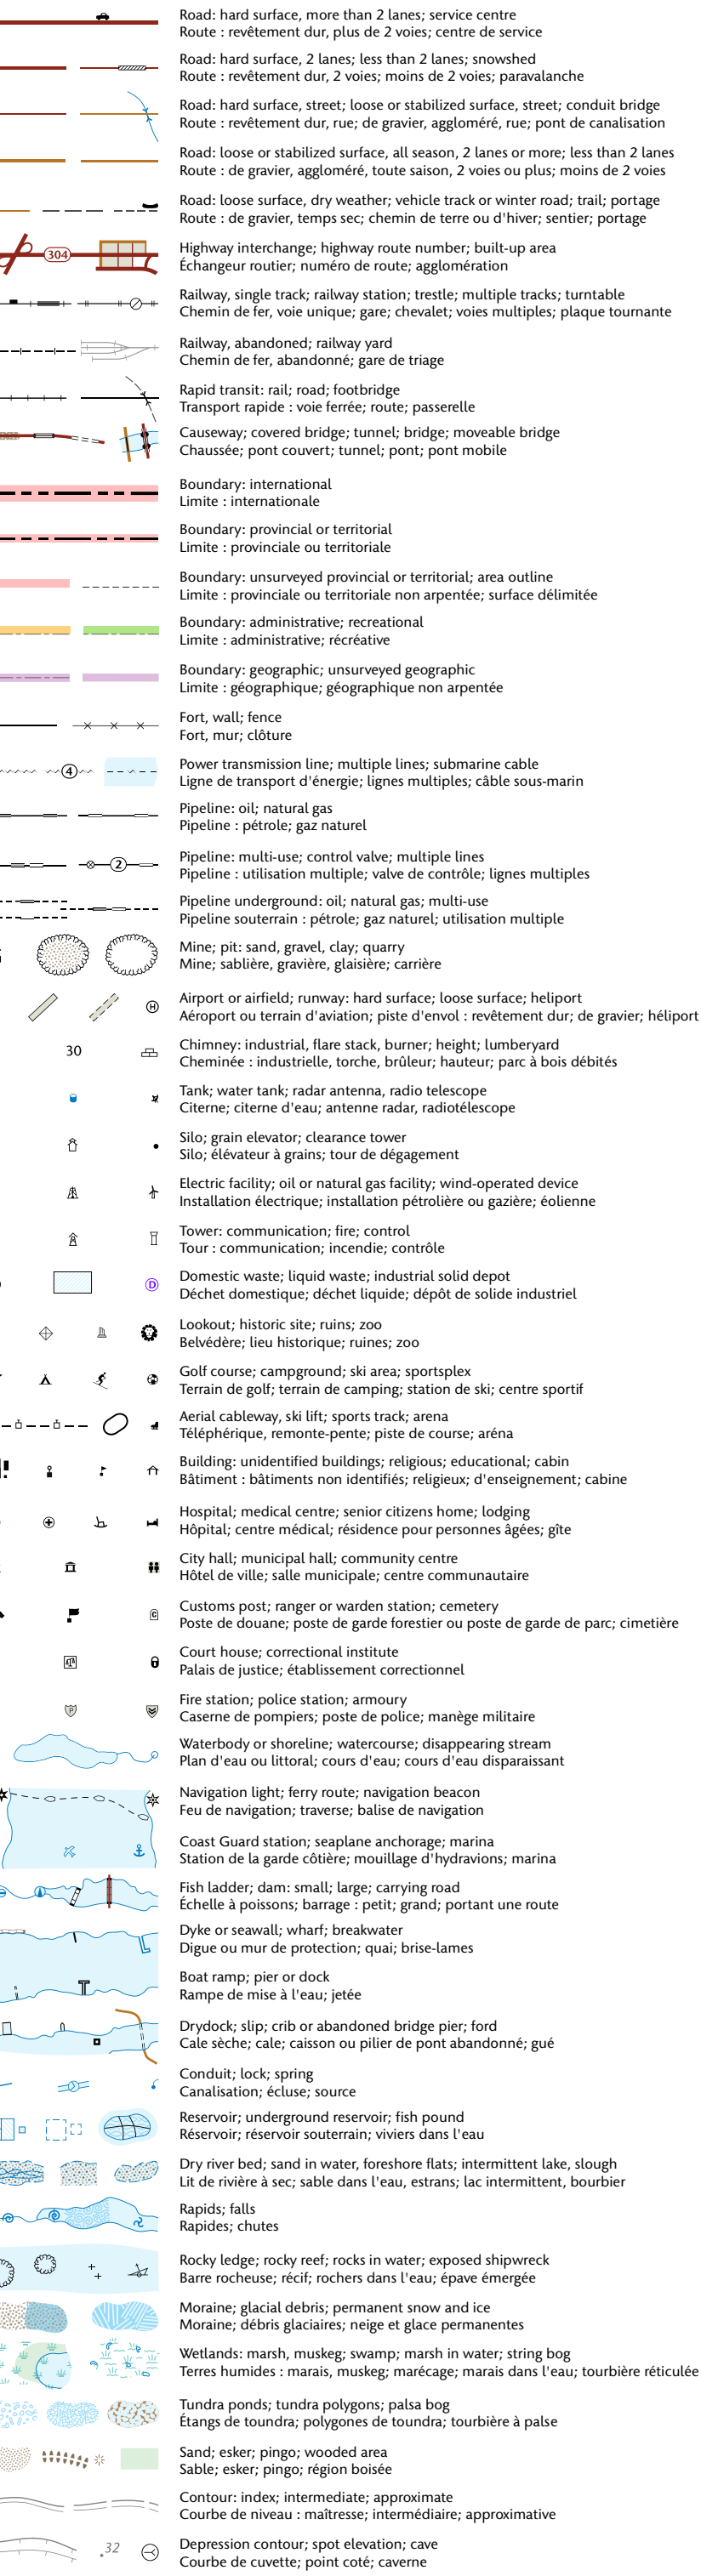 Road: hard surface, more than 2 lanes; service centre
Route : revêtement dur, plus de 2 voies; centre de service
Road: hard surface, 2 lanes; less than 2 lanes; snowshed
Route : revêtement dur, 2 voies; moins de 2 voies; paravalanche
Road: hard surface, street; loose or stabilized surface, street; conduit bridge
Route : revêtement dur, rue; de gravier, aggloméré, rue; pont de canalisation
Road: loose or stabilized surface, all season, 2 lanes or more; less than 2 lanes
Route : de gravier, aggloméré, toute saison, 2 voies ou plus; moins de 2 voies
Road: loose surface, dry weather; vehicle track or winter road; trail; portage
Route : de gravier, temps sec; chemin de terre ou d'hiver; sentier; portage
304
Highway interchange; highway route number; built-up area
Échangeur routier; numéro de route; agglomération
Railway, single track; railway station; trestle; multiple tracks; turntable
Chemin de fer, voie unique; gare; chevalet; voies multiples; plaque tournante
Railway, abandoned; railway yard
Chemin de fer, abandonné; gare de triage
Rapid transit: rail; road; footbridge
Transport rapide : voie ferrée; route; passerelle
Causeway; covered bridge; tunnel; bridge; moveable bridge
Chaussée; pont couvert; tunnel; pont; pont mobile
Boundary: international
Limite : internationale
Boundary: provincial or territorial
Limite : provinciale ou territoriale
Boundary: unsurveyed provincial or territorial; area outline
Limite : provinciale ou territoriale non arpentée; surface délimitée
Boundary: administrative; recreational
Limite : administrative; récréative
Boundary: geographic; unsurveyed geographic
Limite : géographique; géographique non arpentée
Fort, wall; fence
Fort, mur; clôture
4
Power transmission line; multiple lines; submarine cable
Ligne de transport d'énergie; lignes multiples; câble sous-marin
Pipeline: oil; natural gas
Pipeline : pétrole; gaz naturel
2
Pipeline: multi-use; control valve; multiple lines
Pipeline : utilisation multiple; valve de contrôle; lignes multiples
Pipeline underground: oil; natural gas; multi-use
Pipeline souterrain : pétrole; gaz naturel; utilisation multiple
Mine; pit: sand, gravel, clay; quarry
Mine; sablière, gravière, glaisière; carrière
H
Airport or airfield; runway: hard surface; loose surface; heliport
Aéroport ou terrain d'aviation; piste d'envol : revêtement dur; de gravier; héliport
30
Chimney: industrial, flare stack, burner; height; lumberyard
Cheminée : industrielle, torche, brûleur; hauteur; parc à bois débités
Tank; water tank; radar antenna, radio telescope
Citerne; citerne d'eau; antenne radar, radiotélescope
Silo; grain elevator; clearance tower
Silo; élévateur à grains; tour de dégagement
Electric facility; oil or natural gas facility; wind-operated device
Installation électrique; installation pétrolière ou gazière; éolienne
Tower: communication; fire; control
Tour : communication; incendie; contrôle
D
Domestic waste; liquid waste; industrial solid depot
Déchet domestique; déchet liquide; dépôt de solide industriel
Lookout; historic site; ruins; zoo
Belvédère; lieu historique; ruines; zoo
Golf course; campground; ski area; sportsplex
Terrain de golf; terrain de camping; station de ski; centre sportif
Aerial cableway, ski lift; sports track; arena
Téléphérique, remonte-pente; piste de course; aréna
Building: unidentified buildings; religious; educational; cabin
Bâtiment : bâtiments non identifiés; religieux; d'enseignement; cabine
Hospital; medical centre; senior citizens home; lodging
Hôpital; centre médical; résidence pour personnes âgées; gîte
City hall; municipal hall; community centre
Hôtel de ville; salle municipale; centre communautaire
C
Customs post; ranger or warden station; cemetery
Poste de douane; poste de garde forestier ou poste de garde de parc; cimetière
Court house; correctional institute
Palais de justice; établissement correctionnel
P
Fire station; police station; armoury
Caserne de pompiers; poste de police; manège militaire
Waterbody or shoreline; watercourse; disappearing stream
Plan d'eau ou littoral; cours d'eau; cours d'eau disparaissant
Navigation light; ferry route; navigation beacon
Feu de navigation; traverse; balise de navigation
Coast Guard station; seaplane anchorage; marina
Station de la garde côtière; mouillage d'hydravions; marina
Fish ladder; dam: small; large; carrying road
Échelle à poissons; barrage : petit; grand; portant une route
Dyke or seawall; wharf; breakwater
Digue ou mur de protection; quai; brise-lames
Boat ramp; pier or dock
Rampe de mise à l'eau; jetée
Drydock; slip; crib or abandoned bridge pier; ford
Cale sèche; cale; caisson ou pilier de pont abandonné; gué
Conduit; lock; spring
Canalisation; écluse; source
Reservoir; underground reservoir; fish pound
Réservoir; réservoir souterrain; viviers dans l'eau
Dry river bed; sand in water, foreshore flats; intermittent lake, slough
Lit de rivière à sec; sable dans l'eau, estrans; lac intermittent, bourbier
Rapids; falls
Rapides; chutes
Rocky ledge; rocky reef; rocks in water; exposed shipwreck
Barre rocheuse; récif; rochers dans l'eau; épave émergée
Moraine; glacial debris; permanent snow and ice
Moraine; débris glaciaires; neige et glace permanentes
Wetlands: marsh, muskeg; swamp; marsh in water; string bog
Terres humides : marais, muskeg; marécage; marais dans l'eau; tourbière réticulée
Tundra ponds; tundra polygons; palsa bog
Étangs de toundra; polygones de toundra; tourbière à palse
Sand; esker; pingo; wooded area
Sable; esker; pingo; région boisée
Contour: index; intermediate; approximate
Courbe de niveau : maîtresse; intermédiaire; approximative
.32
Depression contour; spot elevation; cave
Courbe de cuvette; point coté; caverne